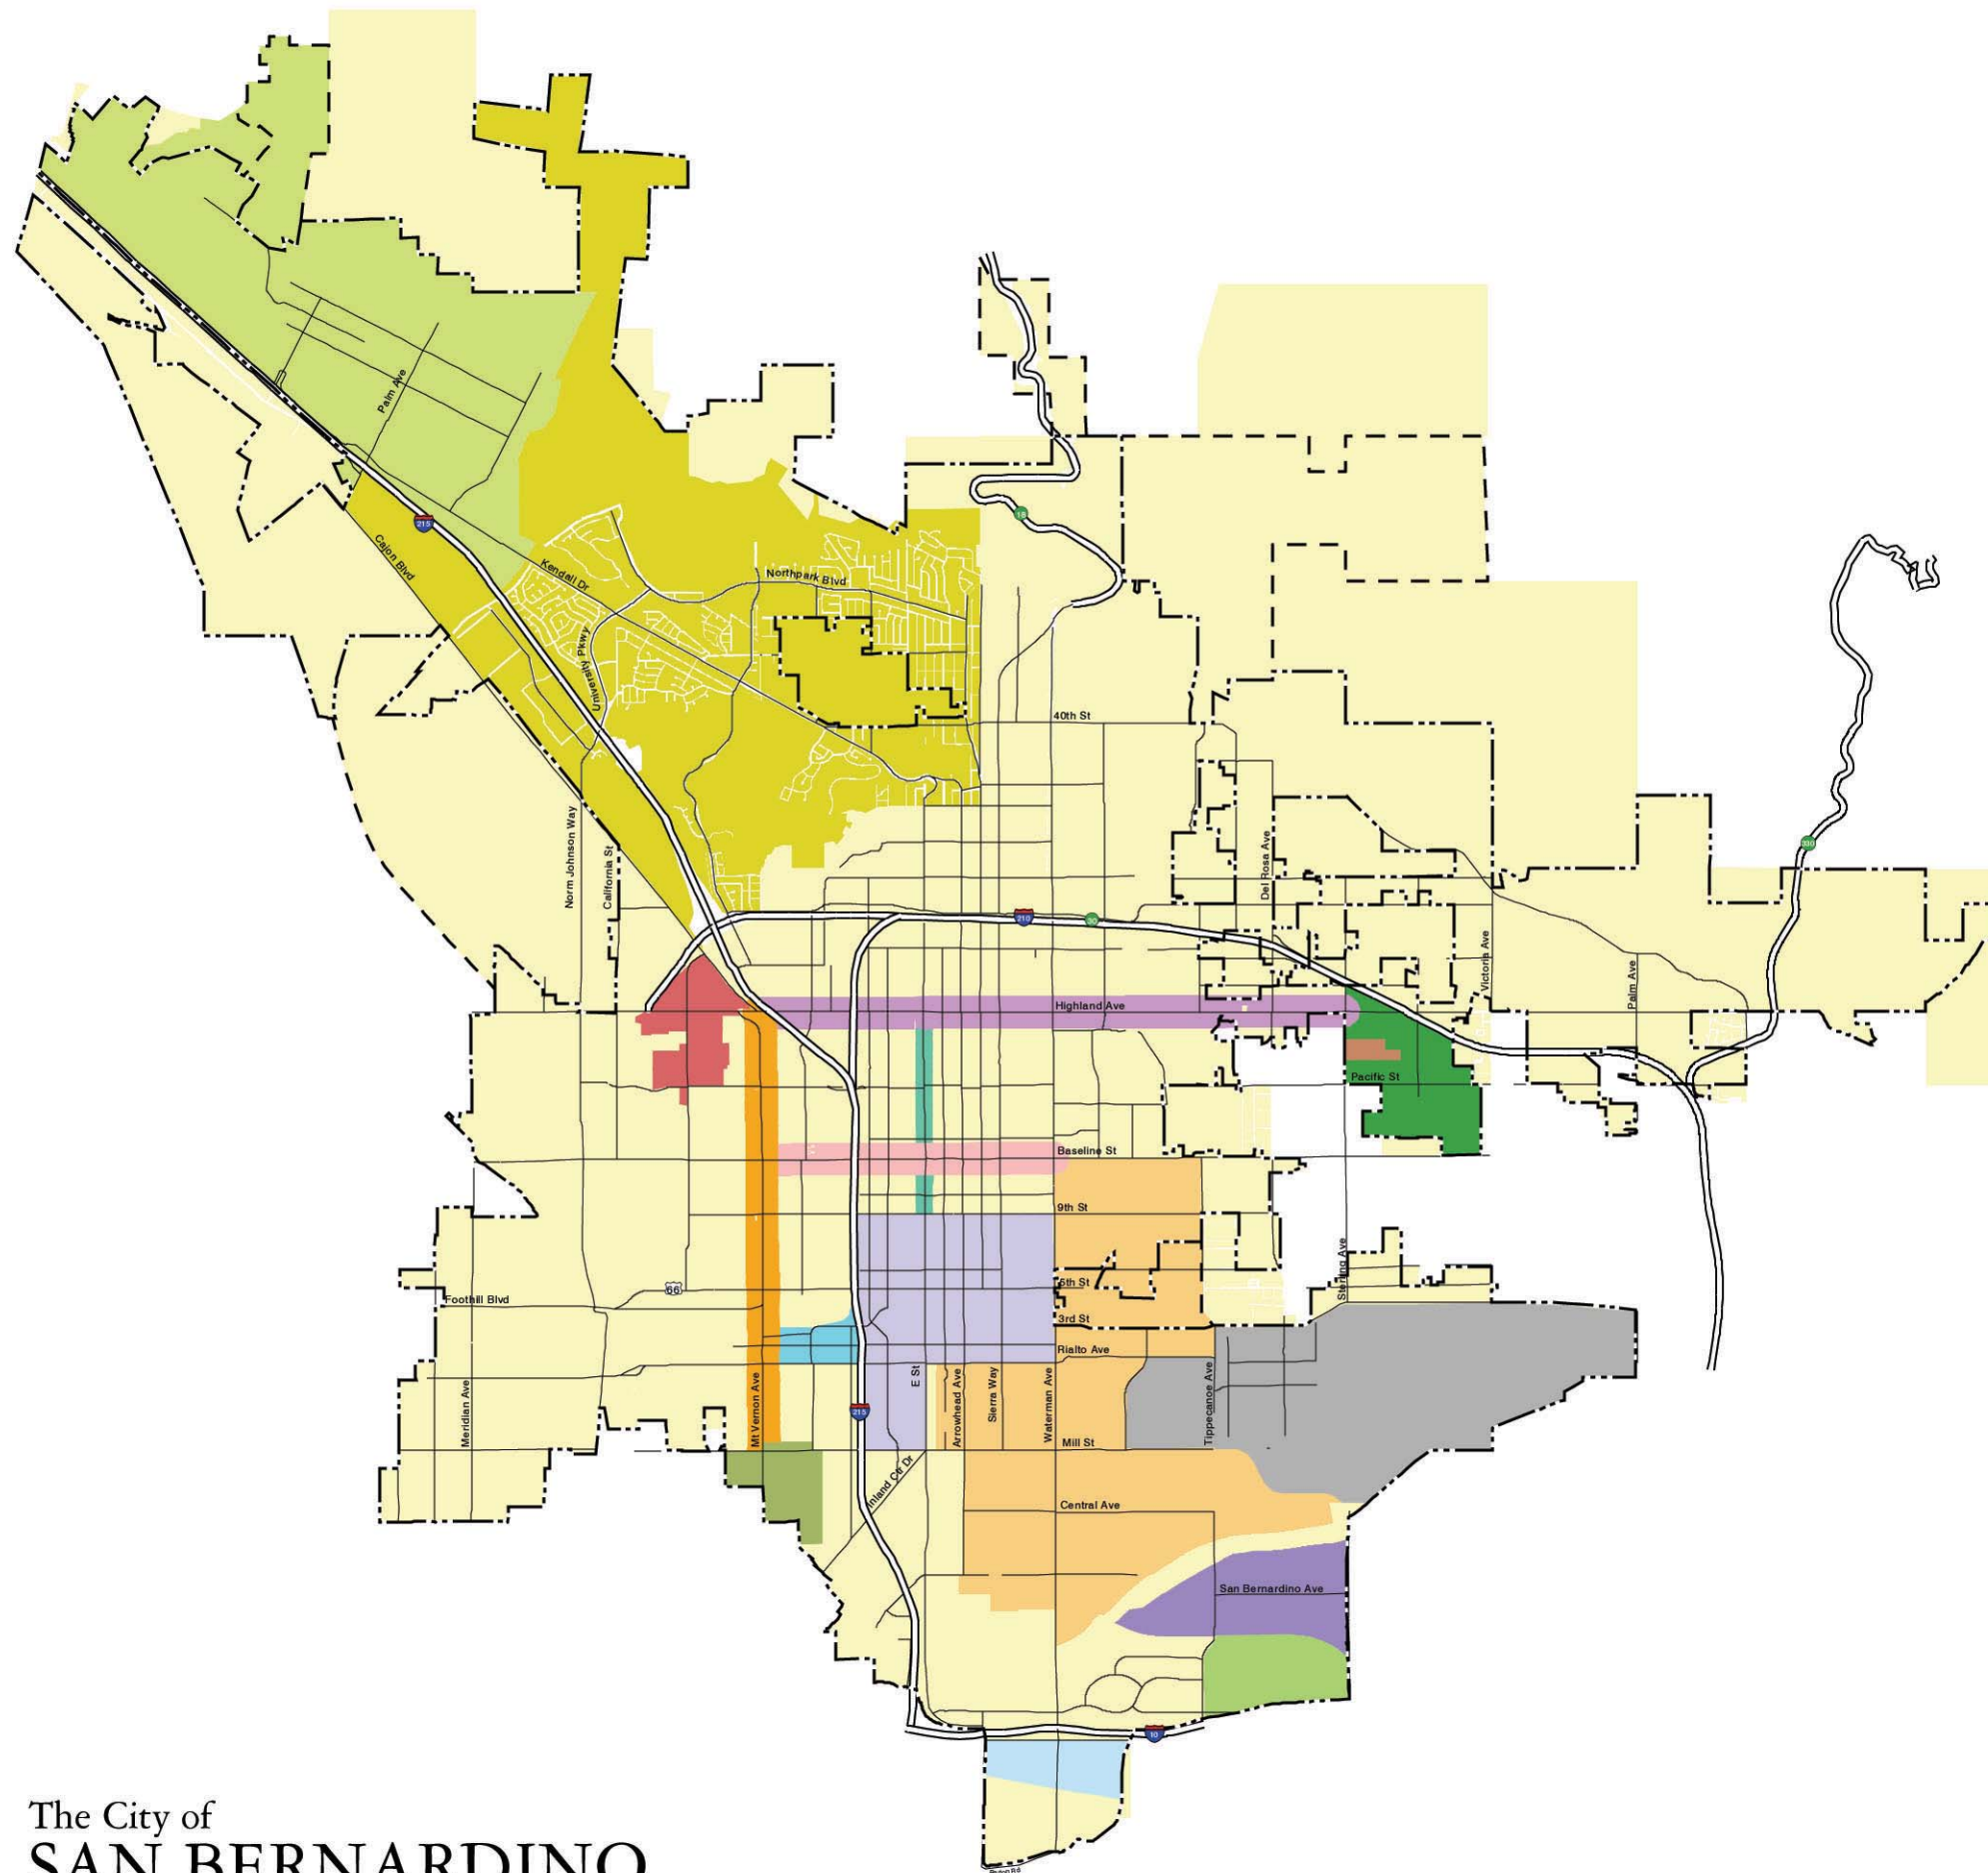 Palm Ave
215
Cajon Blvd
Kendall Dr
Northpark Blvd
University Pkwy
18
40th St
330
Norm Johnson Way
California St
Del Rosa Ave
210
30
Victoria Ave
Palm Ave
Highland Ave
Pacific St
Baseline St
9th St
Sterling Ave
5th St
66
Foothill Blvd
3rd St
Rialto Ave
Meridian Ave
Mt Vernon Ave
E St
Arrowhead Ave
Sierra Way
Waterman Ave
Tippecanoe Ave
215
Mill St
Inland Ctr Dr
Central Ave
San Bernardino Ave
10
The City of
SAN BERNARDINO